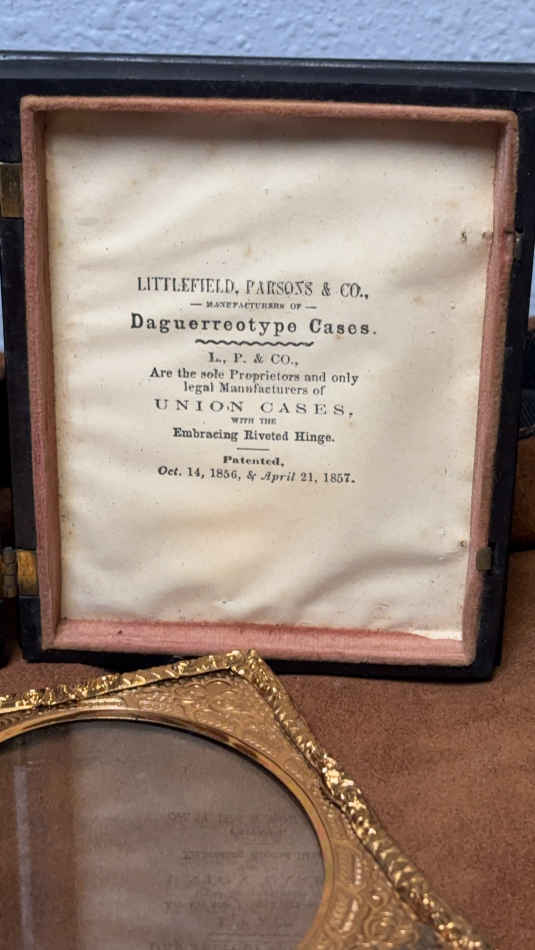 LITTLEFIELD, PARSONS & CO.,
— MANUFACTURERS OF —
Daguerreotype Cases.
L., P. & CO.,
Are the sole Proprietors and only
legal Manufacturers of
UNION CASES,
WITH THE
Embracing Riveted Hinge.
Patented,
Oct. 14, 1856, & April 21, 1857.